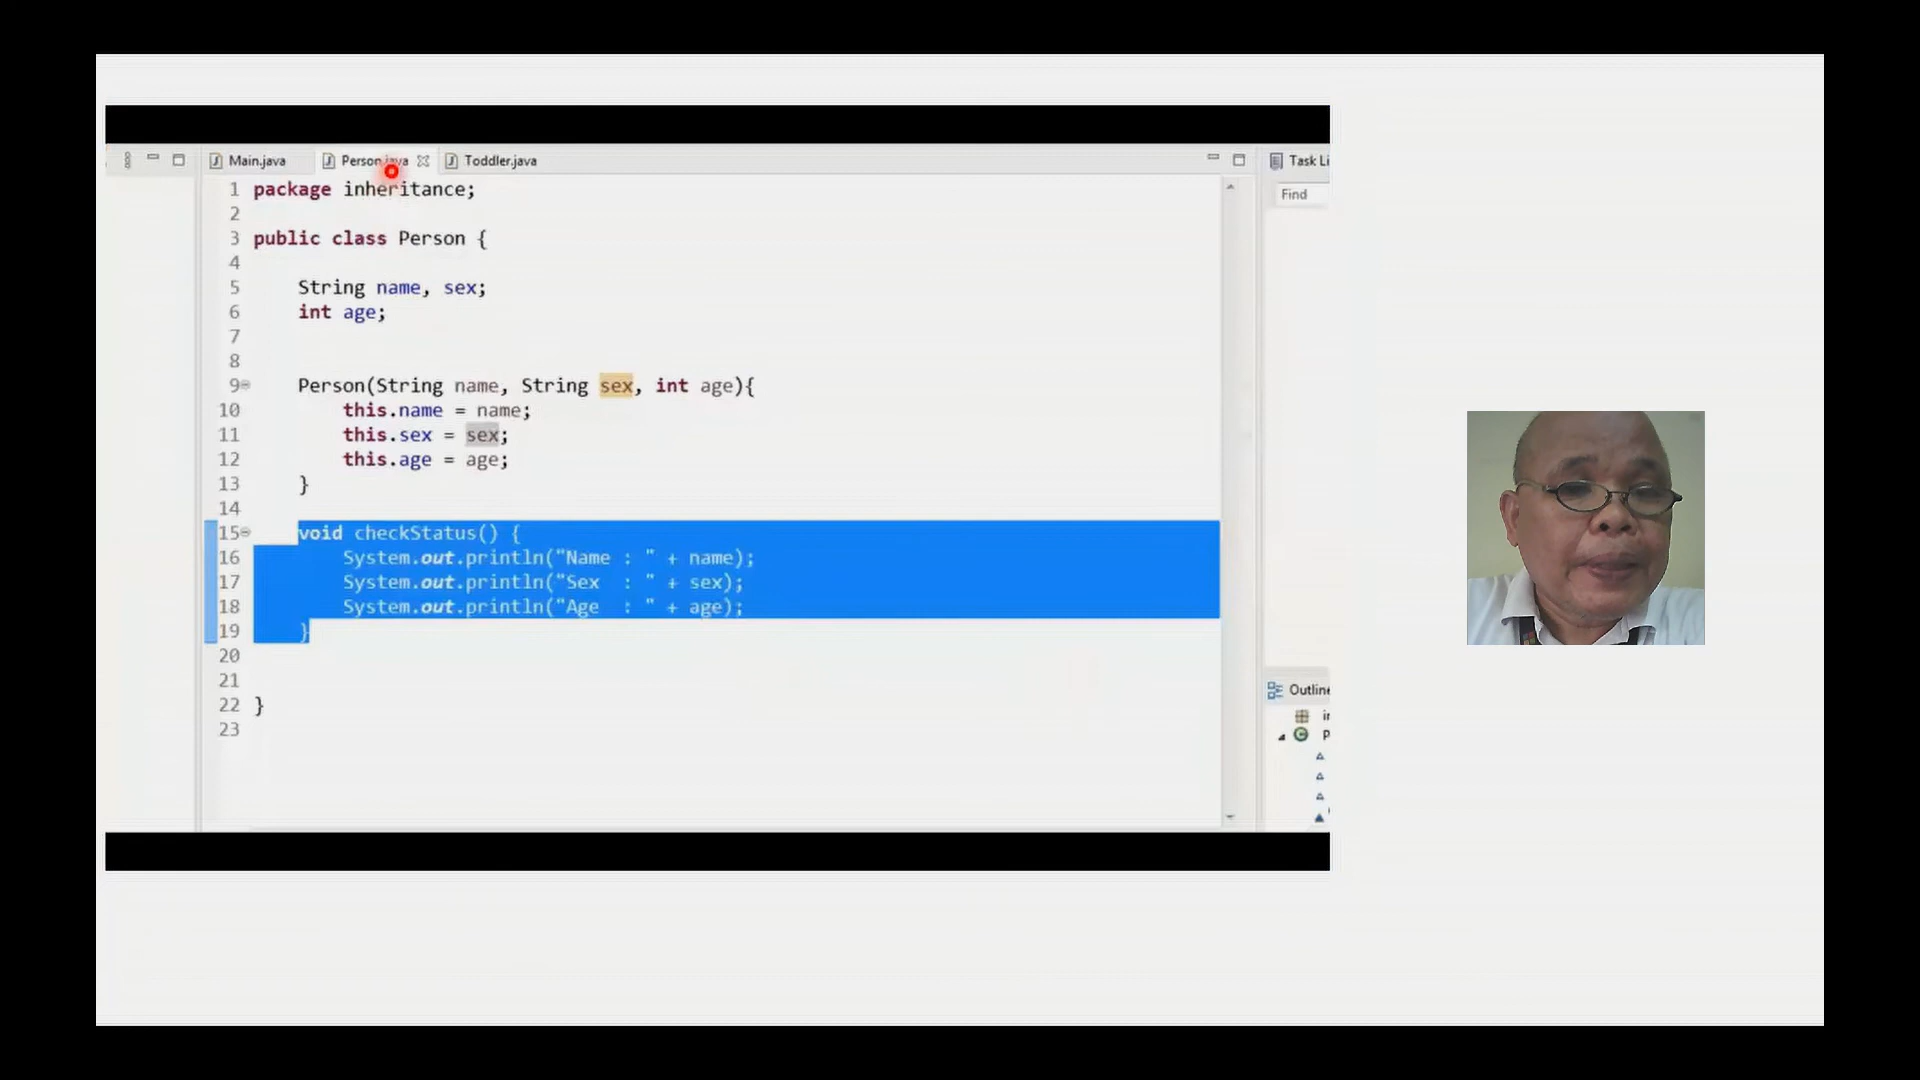 Main.java Person.java Toddler.java Task Li
Find
1 package inheritance;
2
3 public class Person {
4
5 String name, sex;
6 int age;
7
8
9 Person(String name, String sex, int age){
10 this.name = name;
11 this.sex = sex;
12 this.age = age;
13 }
14
15 void checkStatus() {
16 System.out.println("Name : " + name);
17 System.out.println("Sex : " + sex);
18 System.out.println("Age : " + age);
19 }
20
21
22 }
23
Outline